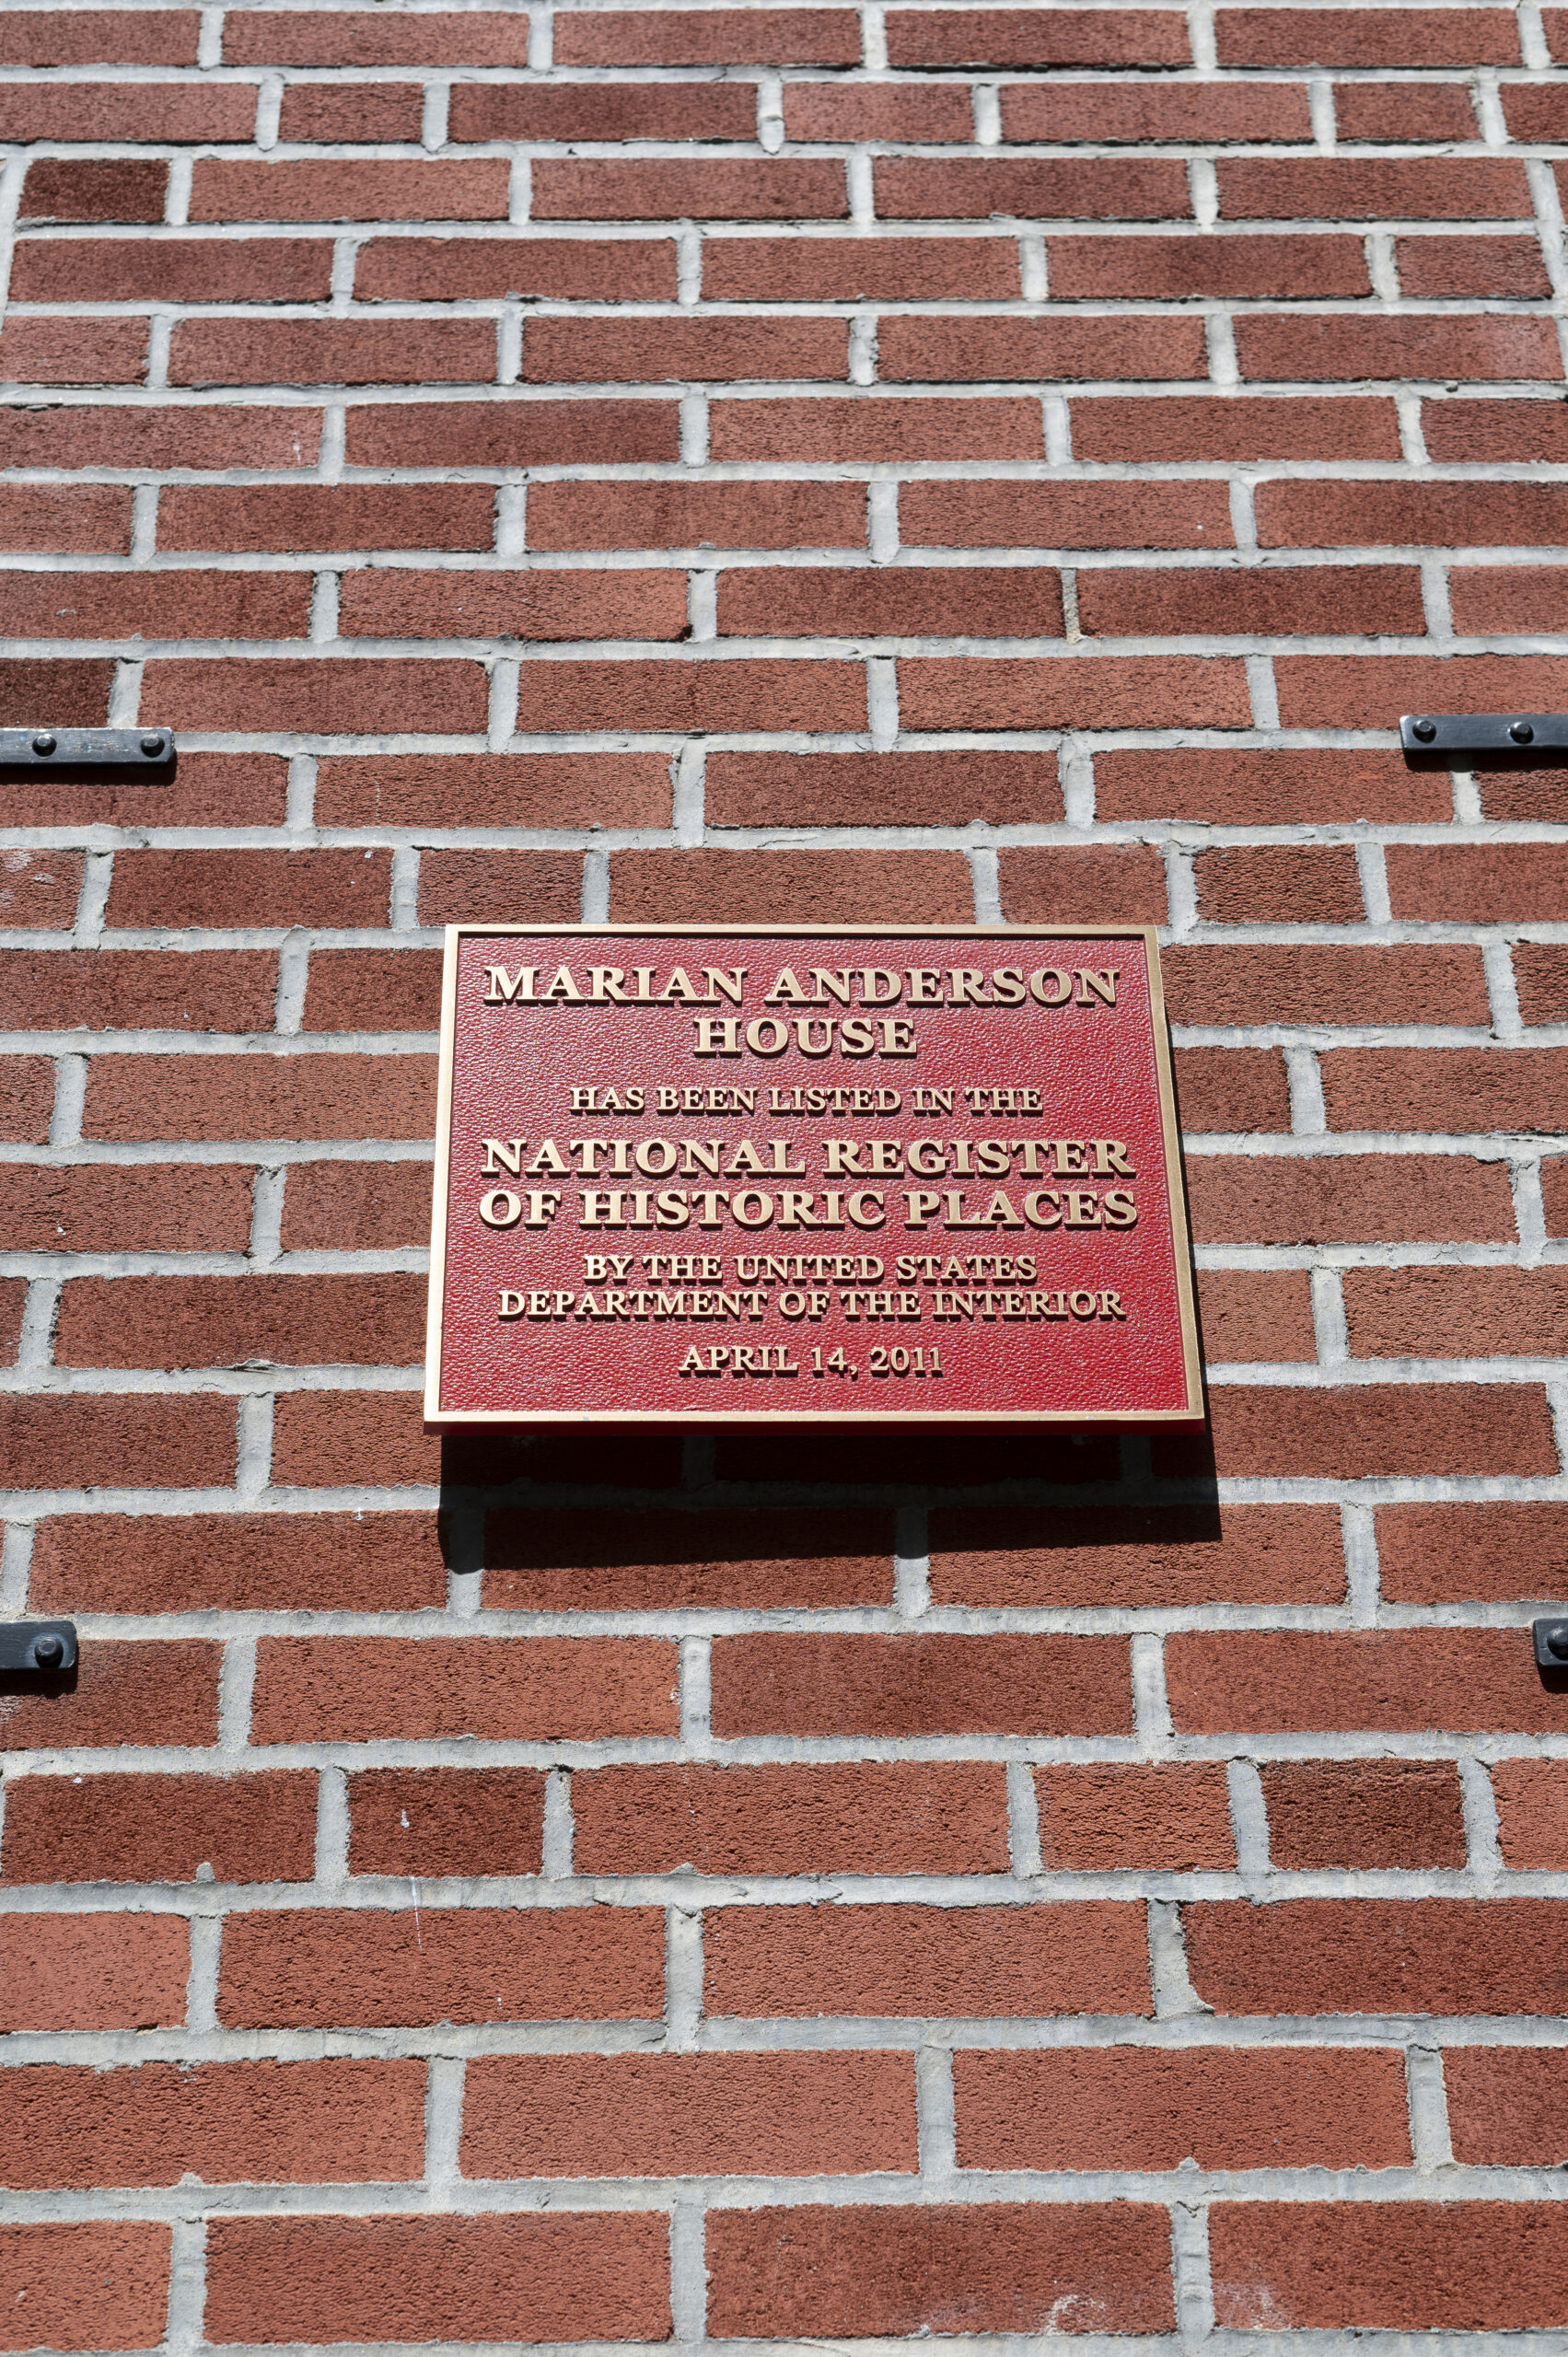 MARIAN ANDERSON
HOUSE
HAS BEEN LISTED IN THE
NATIONAL REGISTER
OF HISTORIC PLACES
BY THE UNITED STATES
DEPARTMENT OF THE INTERIOR
APRIL 14, 2011